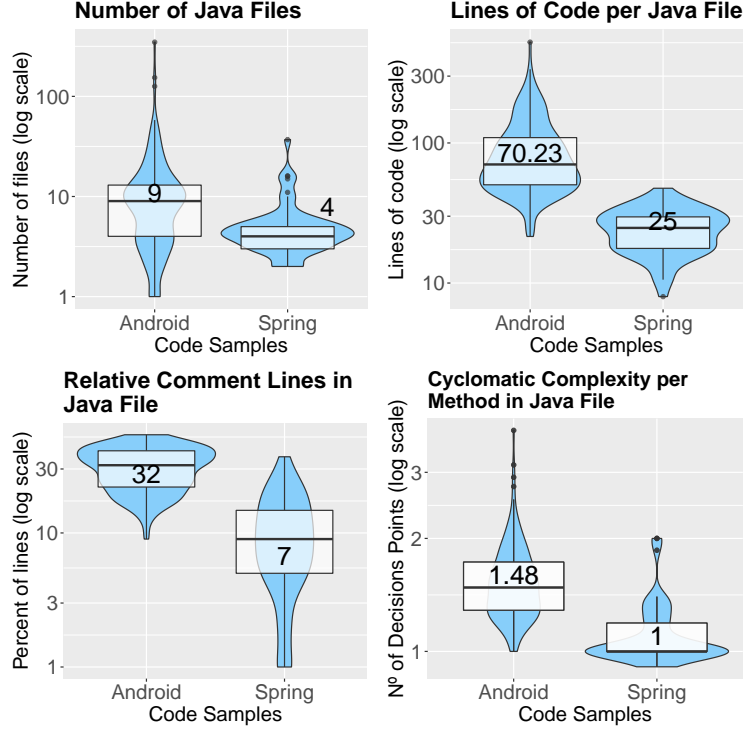 Number of Java Files
Number of files (log scale)
100
10
1
9
4
Android
Spring
Code Samples
Lines of Code per Java File
Lines of code (log scale)
300
100
30
10
70.23
25
Android
Spring
Code Samples
Relative Comment Lines in
Java File
Percent of lines (log scale)
30
10
3
1
32
7
Android
Spring
Code Samples
Cyclomatic Complexity per
Method in Java File
Nº of Decisions Points (log scale)
3
2
1
1.48
1
Android
Spring
Code Samples